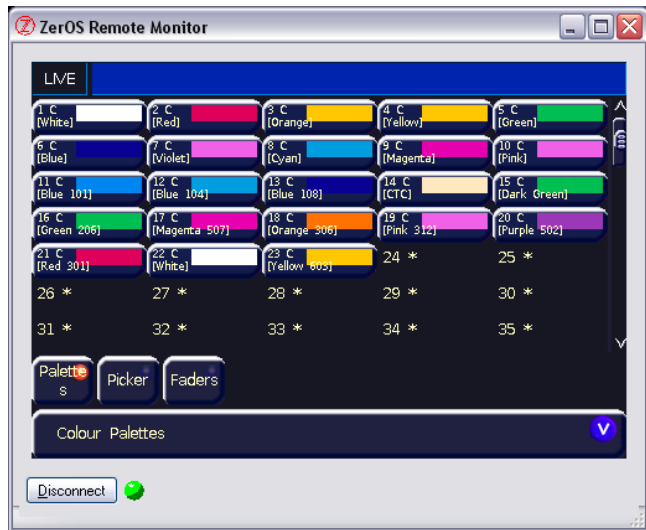 ZerOS Remote Monitor
LIVE
1 C
[White]
2 C
[Red]
3 C
[Orange]
4 C
[Yellow]
5 C
[Green]
6 C
[Blue]
7 C
[Violet]
8 C
[Cyan]
9 C
[Magenta]
10 C
[Pink]
11 C
[Blue 101]
12 C
[Blue 104]
13 C
[Blue 108]
14 C
[CTC]
15 C
[Dark Green]
16 C
[Green 206]
17 C
[Magenta 507]
18 C
[Orange 306]
19 C
[Pink 312]
20 C
[Purple 502]
21 C
[Red 301]
22 C
[White]
23 C
[Yellow 603]
24 *
25 *
26 *
27 *
28 *
29 *
30 *
31 *
32 *
33 *
34 *
35 *
Palette
s
Picker
Faders
Colour Palettes
V
Disconnect